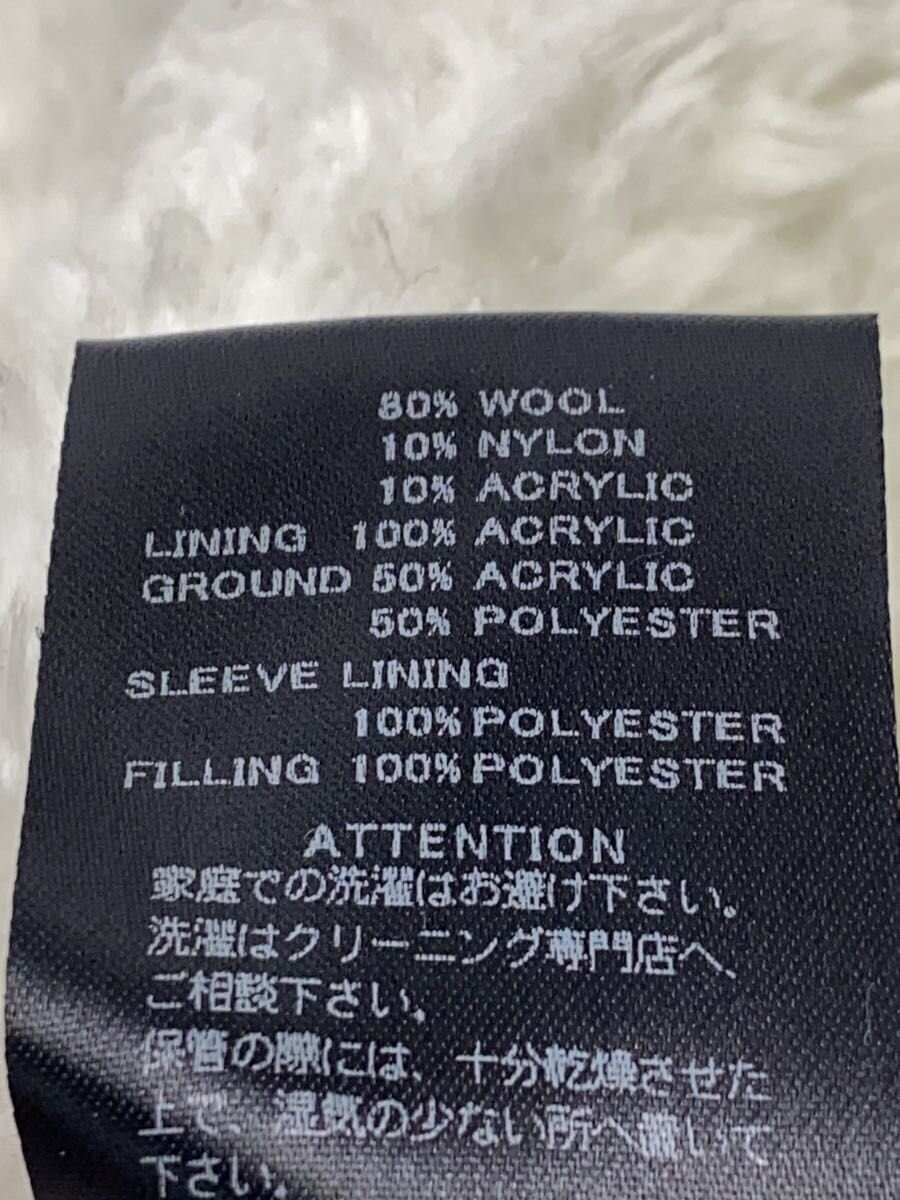 80% WOOL
10% NYLON
10% ACRYLIC
LINING 100% ACRYLIC
GROUND 50% ACRYLIC
50% POLYESTER
SLEEVE LINING
100% POLYESTER
FILLING 100% POLYESTER
ATTENTION
家庭での洗濯はお避け下さい。
洗濯はクリーニング専門店へ、
ご相談下さい。
保管の際には、十分乾燥させた
上で、湿気の少ない所へ置いて
下さい。